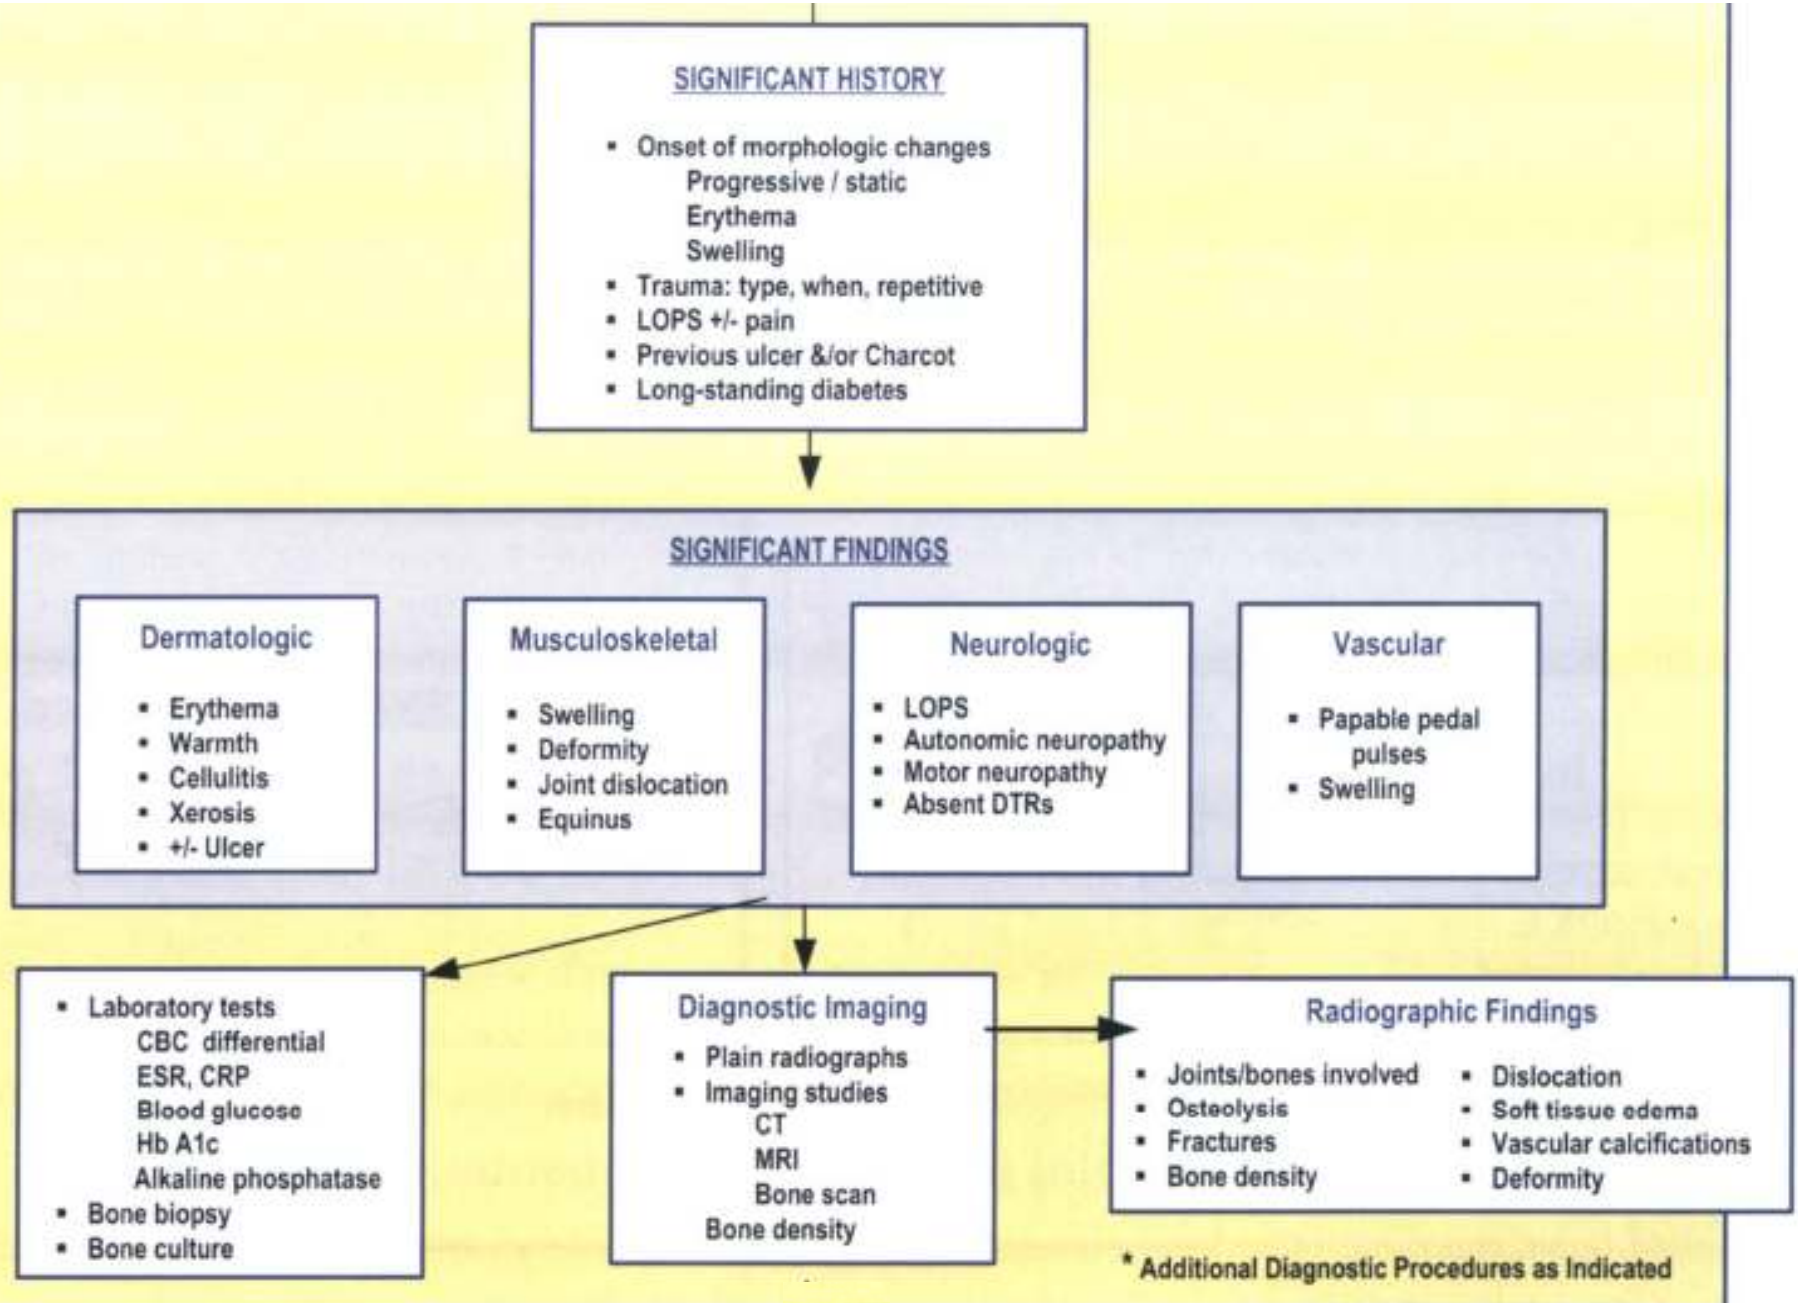 SIGNIFICANT HISTORY
▪ Onset of morphologic changes
Progressive / static
Erythema
Swelling
▪ Trauma: type, when, repetitive
▪ LOPS +/- pain
▪ Previous ulcer &/or Charcot
▪ Long-standing diabetes
SIGNIFICANT FINDINGS
Dermatologic
▪ Erythema
▪ Warmth
▪ Cellulitis
▪ Xerosis
▪ +/- Ulcer
Musculoskeletal
▪ Swelling
▪ Deformity
▪ Joint dislocation
▪ Equinus
Neurologic
▪ LOPS
▪ Autonomic neuropathy
▪ Motor neuropathy
▪ Absent DTRs
Vascular
▪ Papable pedal
pulses
▪ Swelling
▪ Laboratory tests
CBC differential
ESR, CRP
Blood glucose
Hb A1c
Alkaline phosphatase
▪ Bone biopsy
▪ Bone culture
Diagnostic Imaging
▪ Plain radiographs
▪ Imaging studies
CT
MRI
Bone scan
Bone density
Radiographic Findings
▪ Joints/bones involved
▪ Osteolysis
▪ Fractures
▪ Bone density
▪ Dislocation
▪ Soft tissue edema
▪ Vascular calcifications
▪ Deformity
* Additional Diagnostic Procedures as Indicated